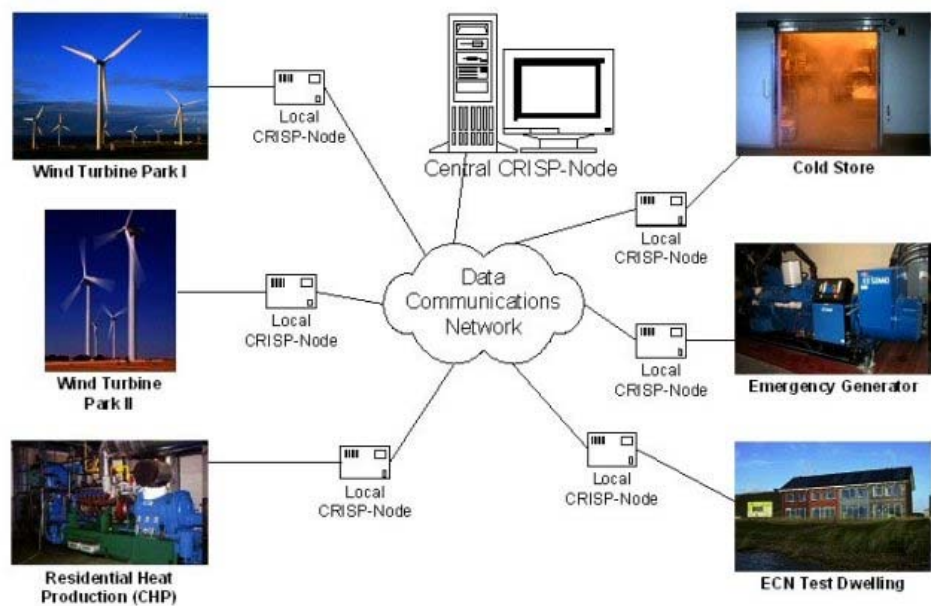 Wind Turbine Park I
Local
CRISP-Node
Central CRISP-Node
Cold Store
Local
CRISP-Node
Wind Turbine
Park II
Local
CRISP-Node
Data
Communications
Network
Local
CRISP-Node
SDMO
Emergency Generator
Residential Heat
Production (CHP)
Local
CRISP-Node
Local
CRISP-Node
ECN Test Dwelling